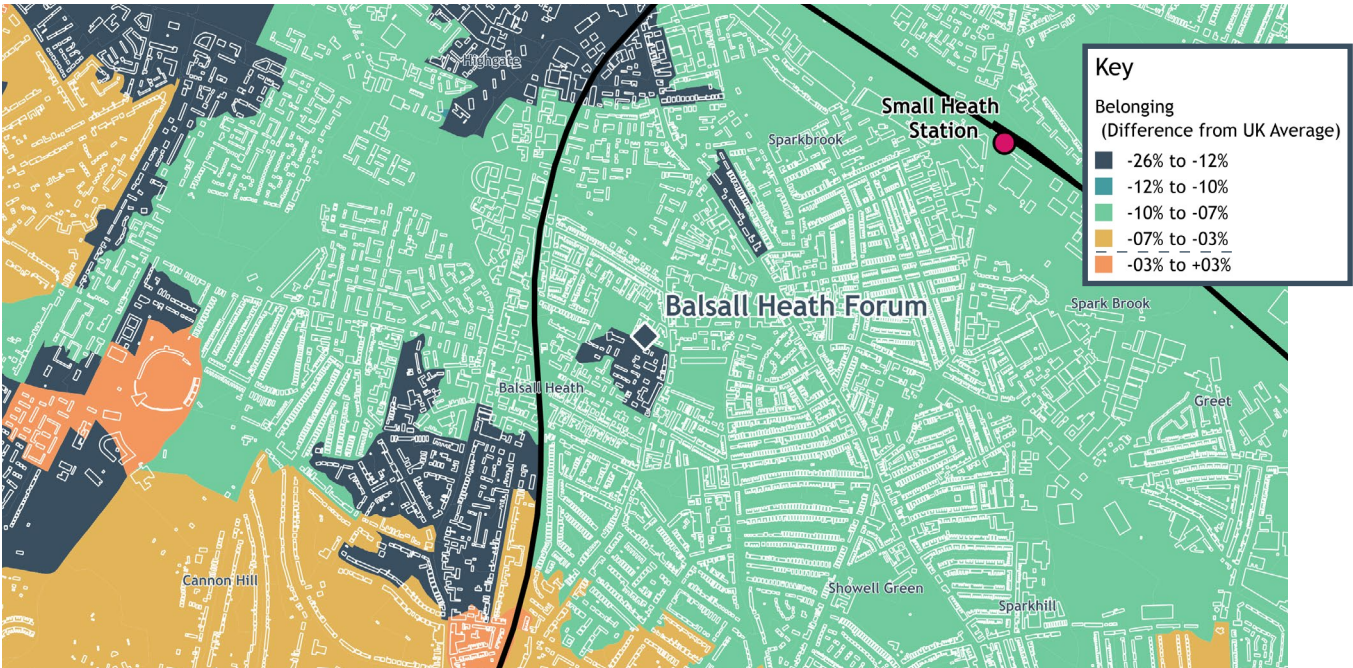 Highgate
Small Heath
Station
Sparkbrook
Balsall Heath Forum
Spark Brook
Balsall Heath
Greet
Cannon Hill
Showell Green
Sparkhill
Key
Belonging
(Difference from UK Average)
-26% to -12%
-12% to -10%
-10% to -07%
-07% to -03%
-03% to +03%